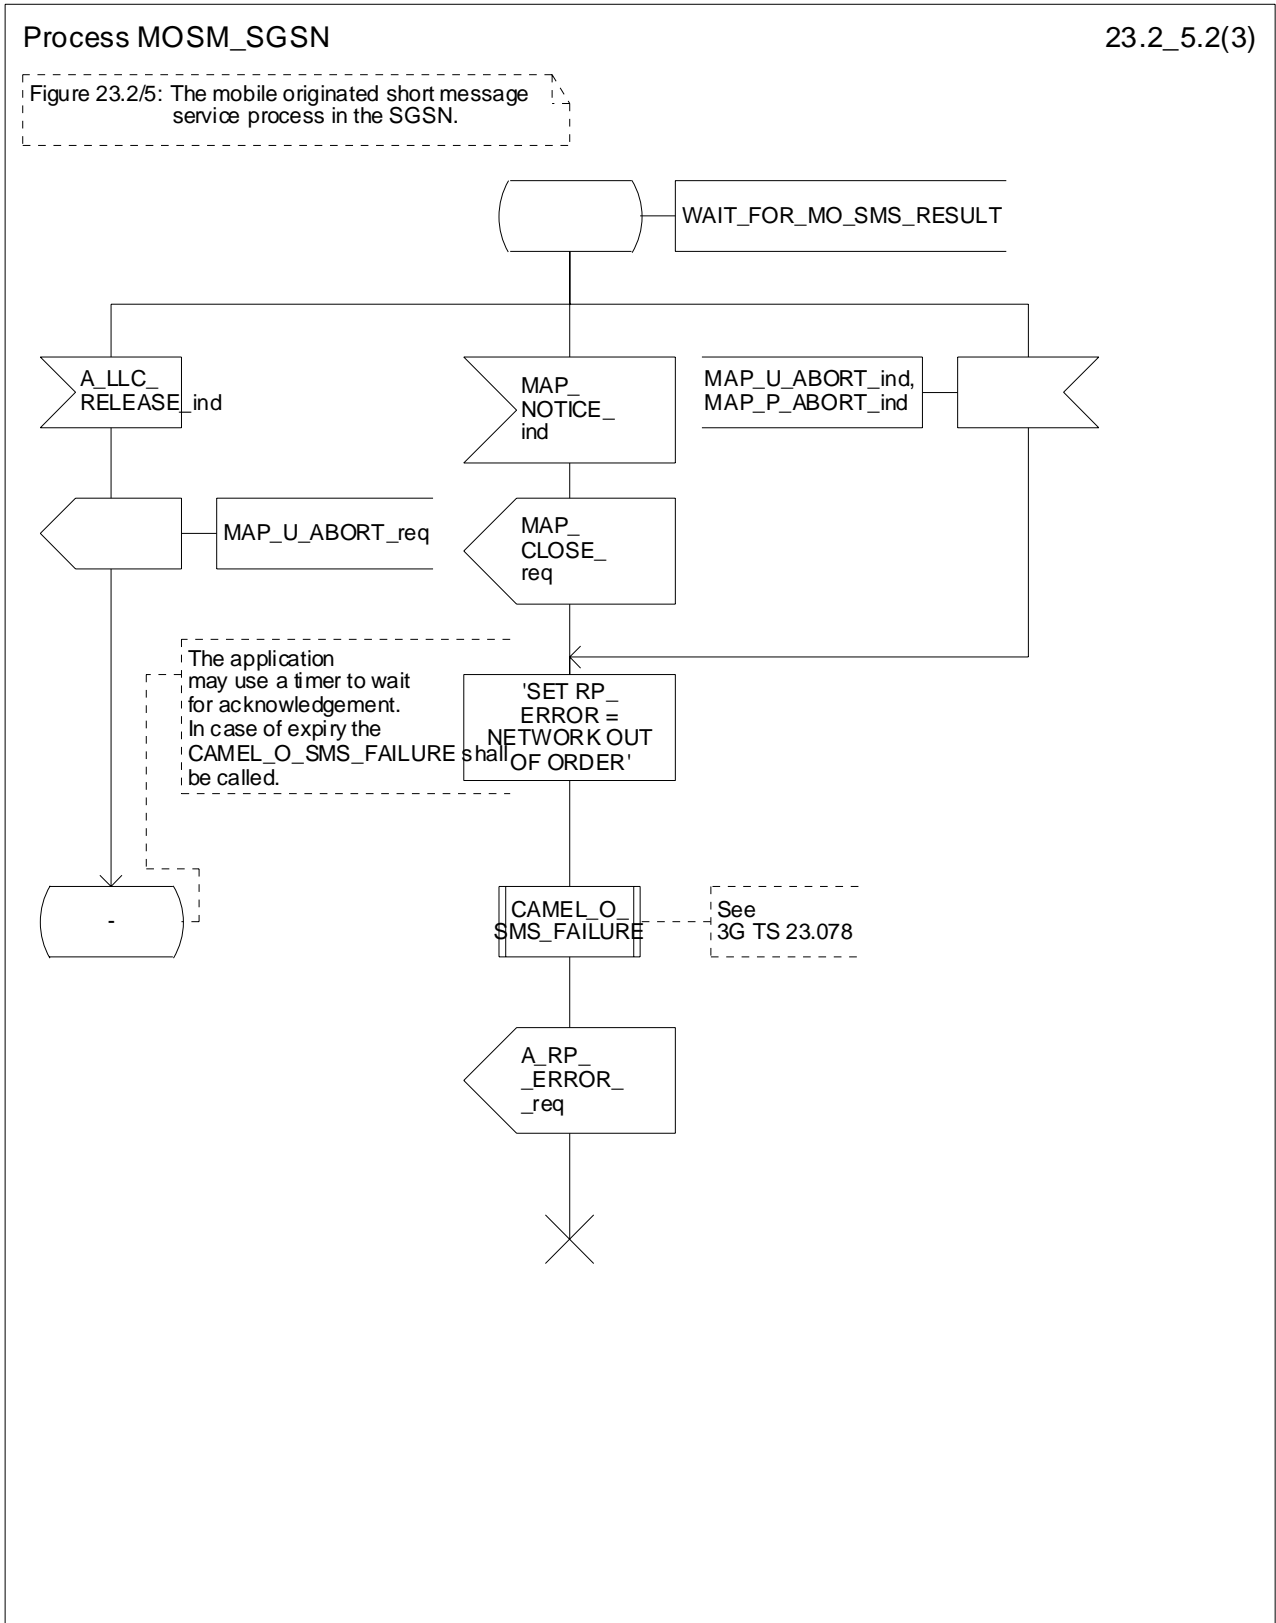 Process MOSM_SGSN
23.2_5.2(3)
Figure 23.2/5: The mobile originated short message
service process in the SGSN.
WAIT_FOR_MO_SMS_RESULT
A_LLC_
RELEASE_ind
MAP_
NOTICE_
ind
MAP_U_ABORT_ind,
MAP_P_ABORT_ind
MAP_U_ABORT_req
MAP_
CLOSE_
req
The application
may use a timer to wait
for acknowledgement.
In case of expiry the
CAMEL_O_SMS_FAILURE shall
be called.
'SET RP_
ERROR =
NETWORK OUT
OF ORDER'
-
CAMEL_O_
SMS_FAILURE
See
3G TS 23.078
A_RP_
_ERROR_
_req